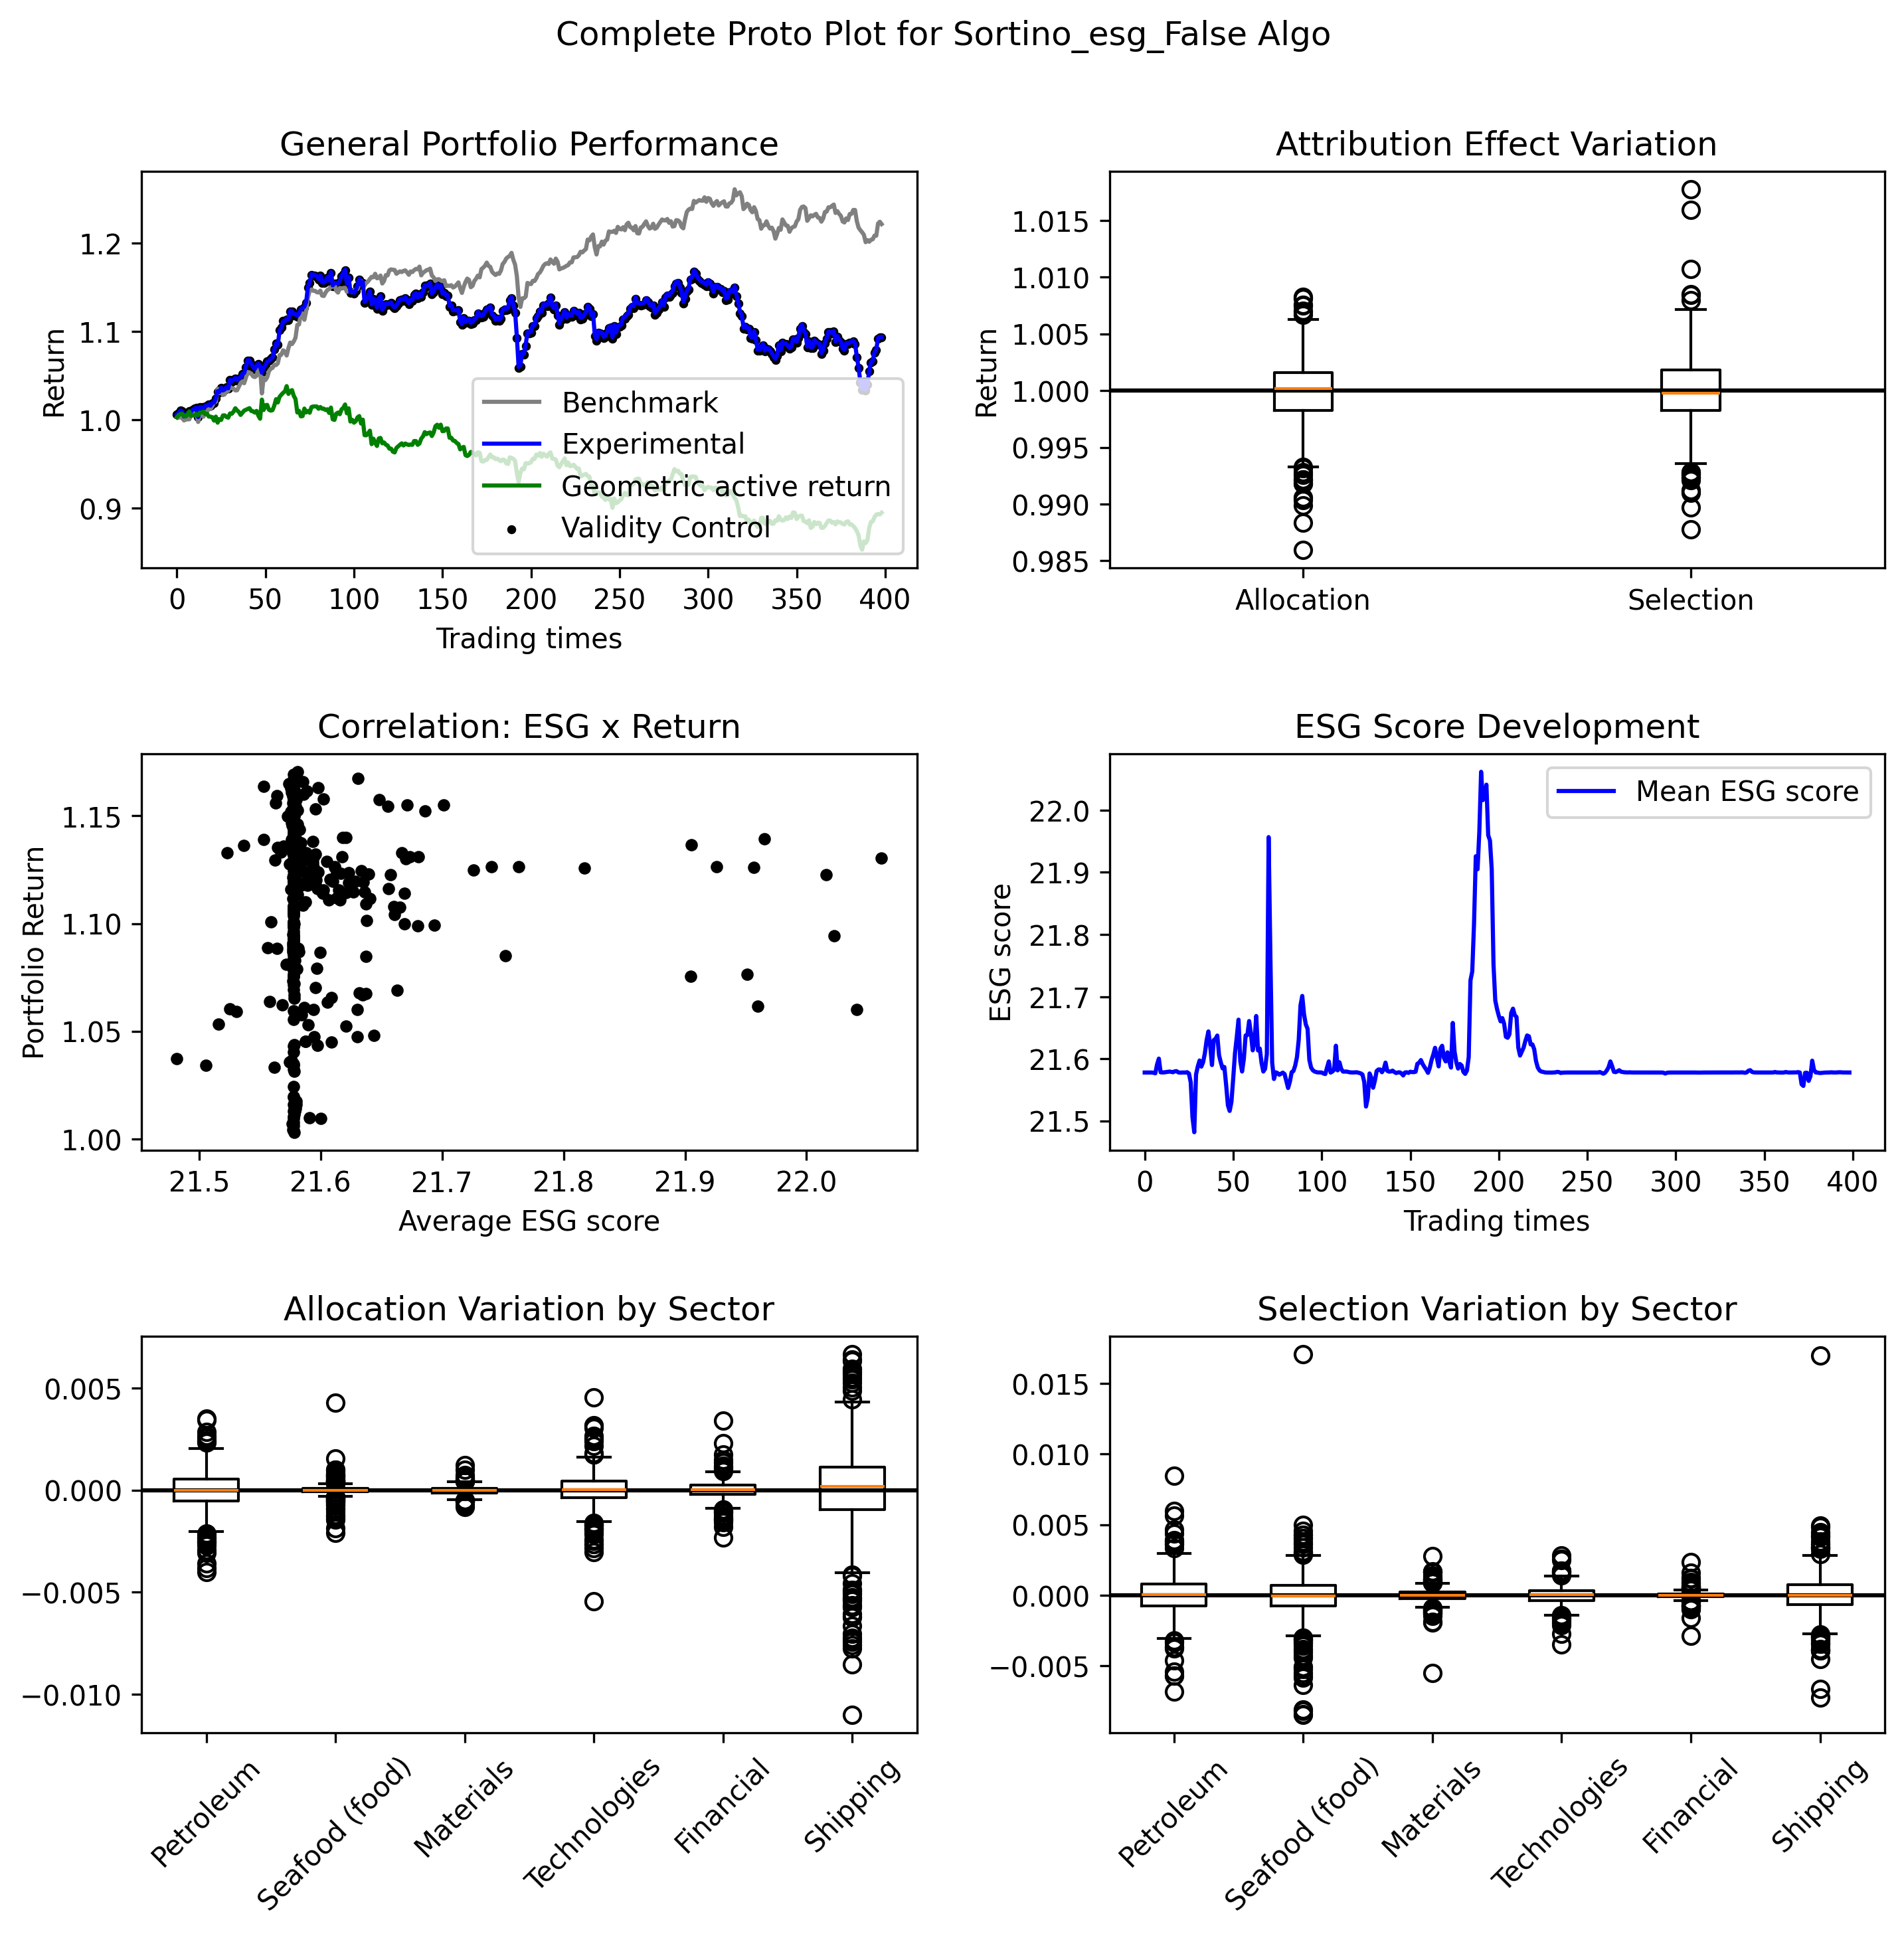 Complete Proto Plot for Sortino_esg_False Algo
General Portfolio Performance
Return
1.2
1.1
1.0
0.9
Benchmark
Experimental
Geometric active return
Validity Control
0 50 100 150 200 250 300 350 400
Trading times
Attribution Effect Variation
Return
1.015
1.010
1.005
1.000
0.995
0.990
0.985
Allocation Selection
Correlation: ESG x Return
Portfolio Return
1.15
1.10
1.05
1.00
21.5 21.6 21.7 21.8 21.9 22.0
Average ESG score
ESG Score Development
ESG score
22.0
21.9
21.8
21.7
21.6
21.5
Mean ESG score
0 50 100 150 200 250 300 350 400
Trading times
Allocation Variation by Sector
0.005
0.000
−0.005
−0.010
Petroleum
Seafood (food)
Materials
Technologies
Financial
Shipping
Selection Variation by Sector
0.015
0.010
0.005
0.000
−0.005
Petroleum
Seafood (food)
Materials
Technologies
Financial
Shipping